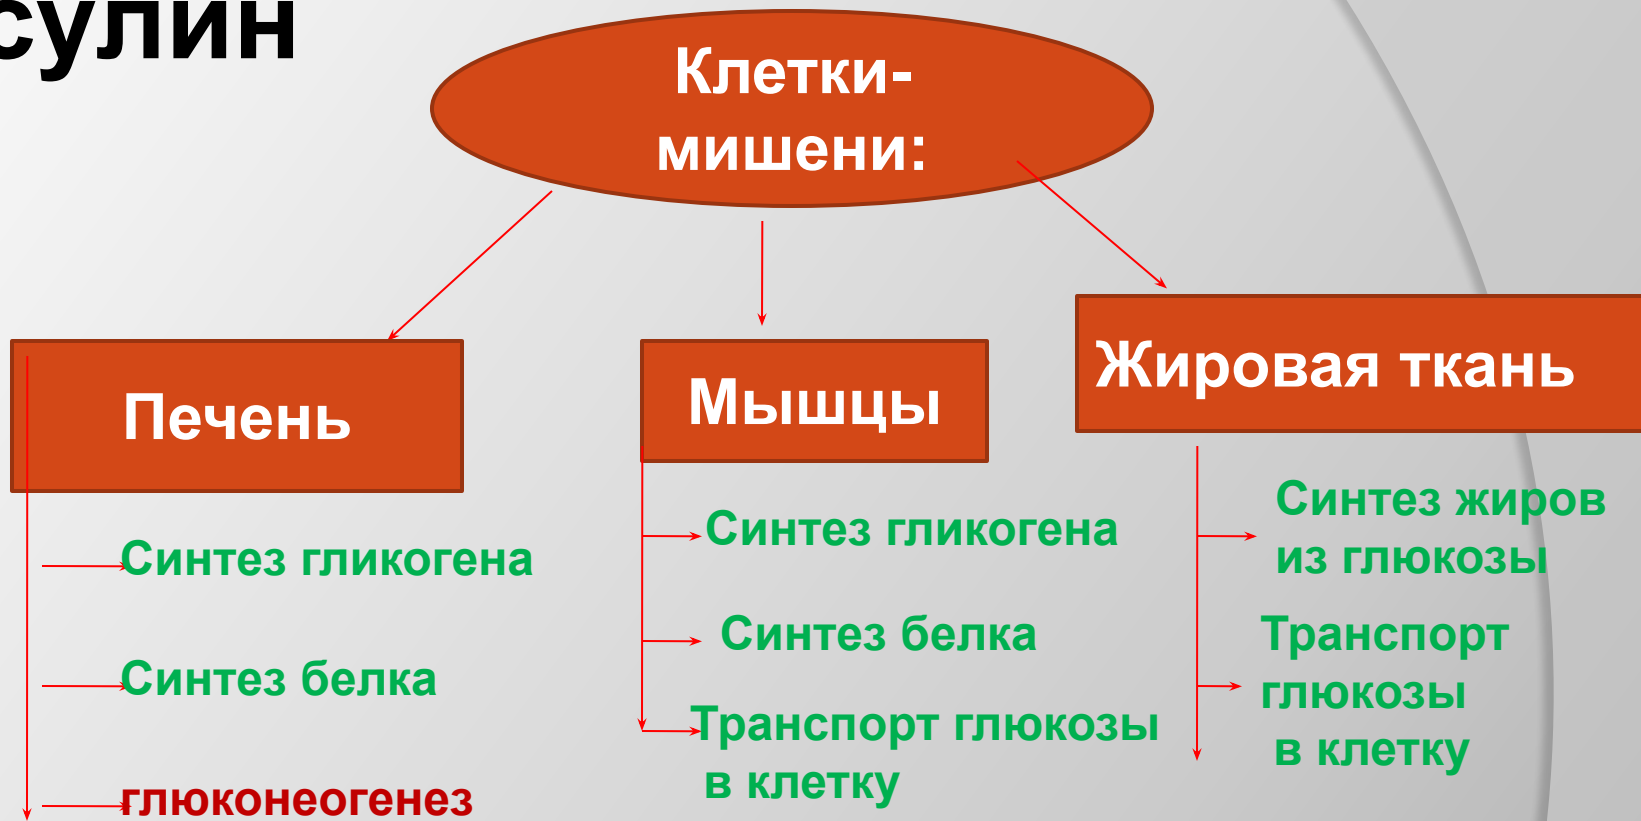 сулин
Клетки-
мишени:
Печень
Мышцы
Жировая ткань
Синтез гликогена
Синтез белка
глюконеогенез
Синтез гликогена
Синтез белка
Транспорт глюкозы
в клетку
Синтез жиров
из глюкозы
Транспорт
глюкозы
в клетку